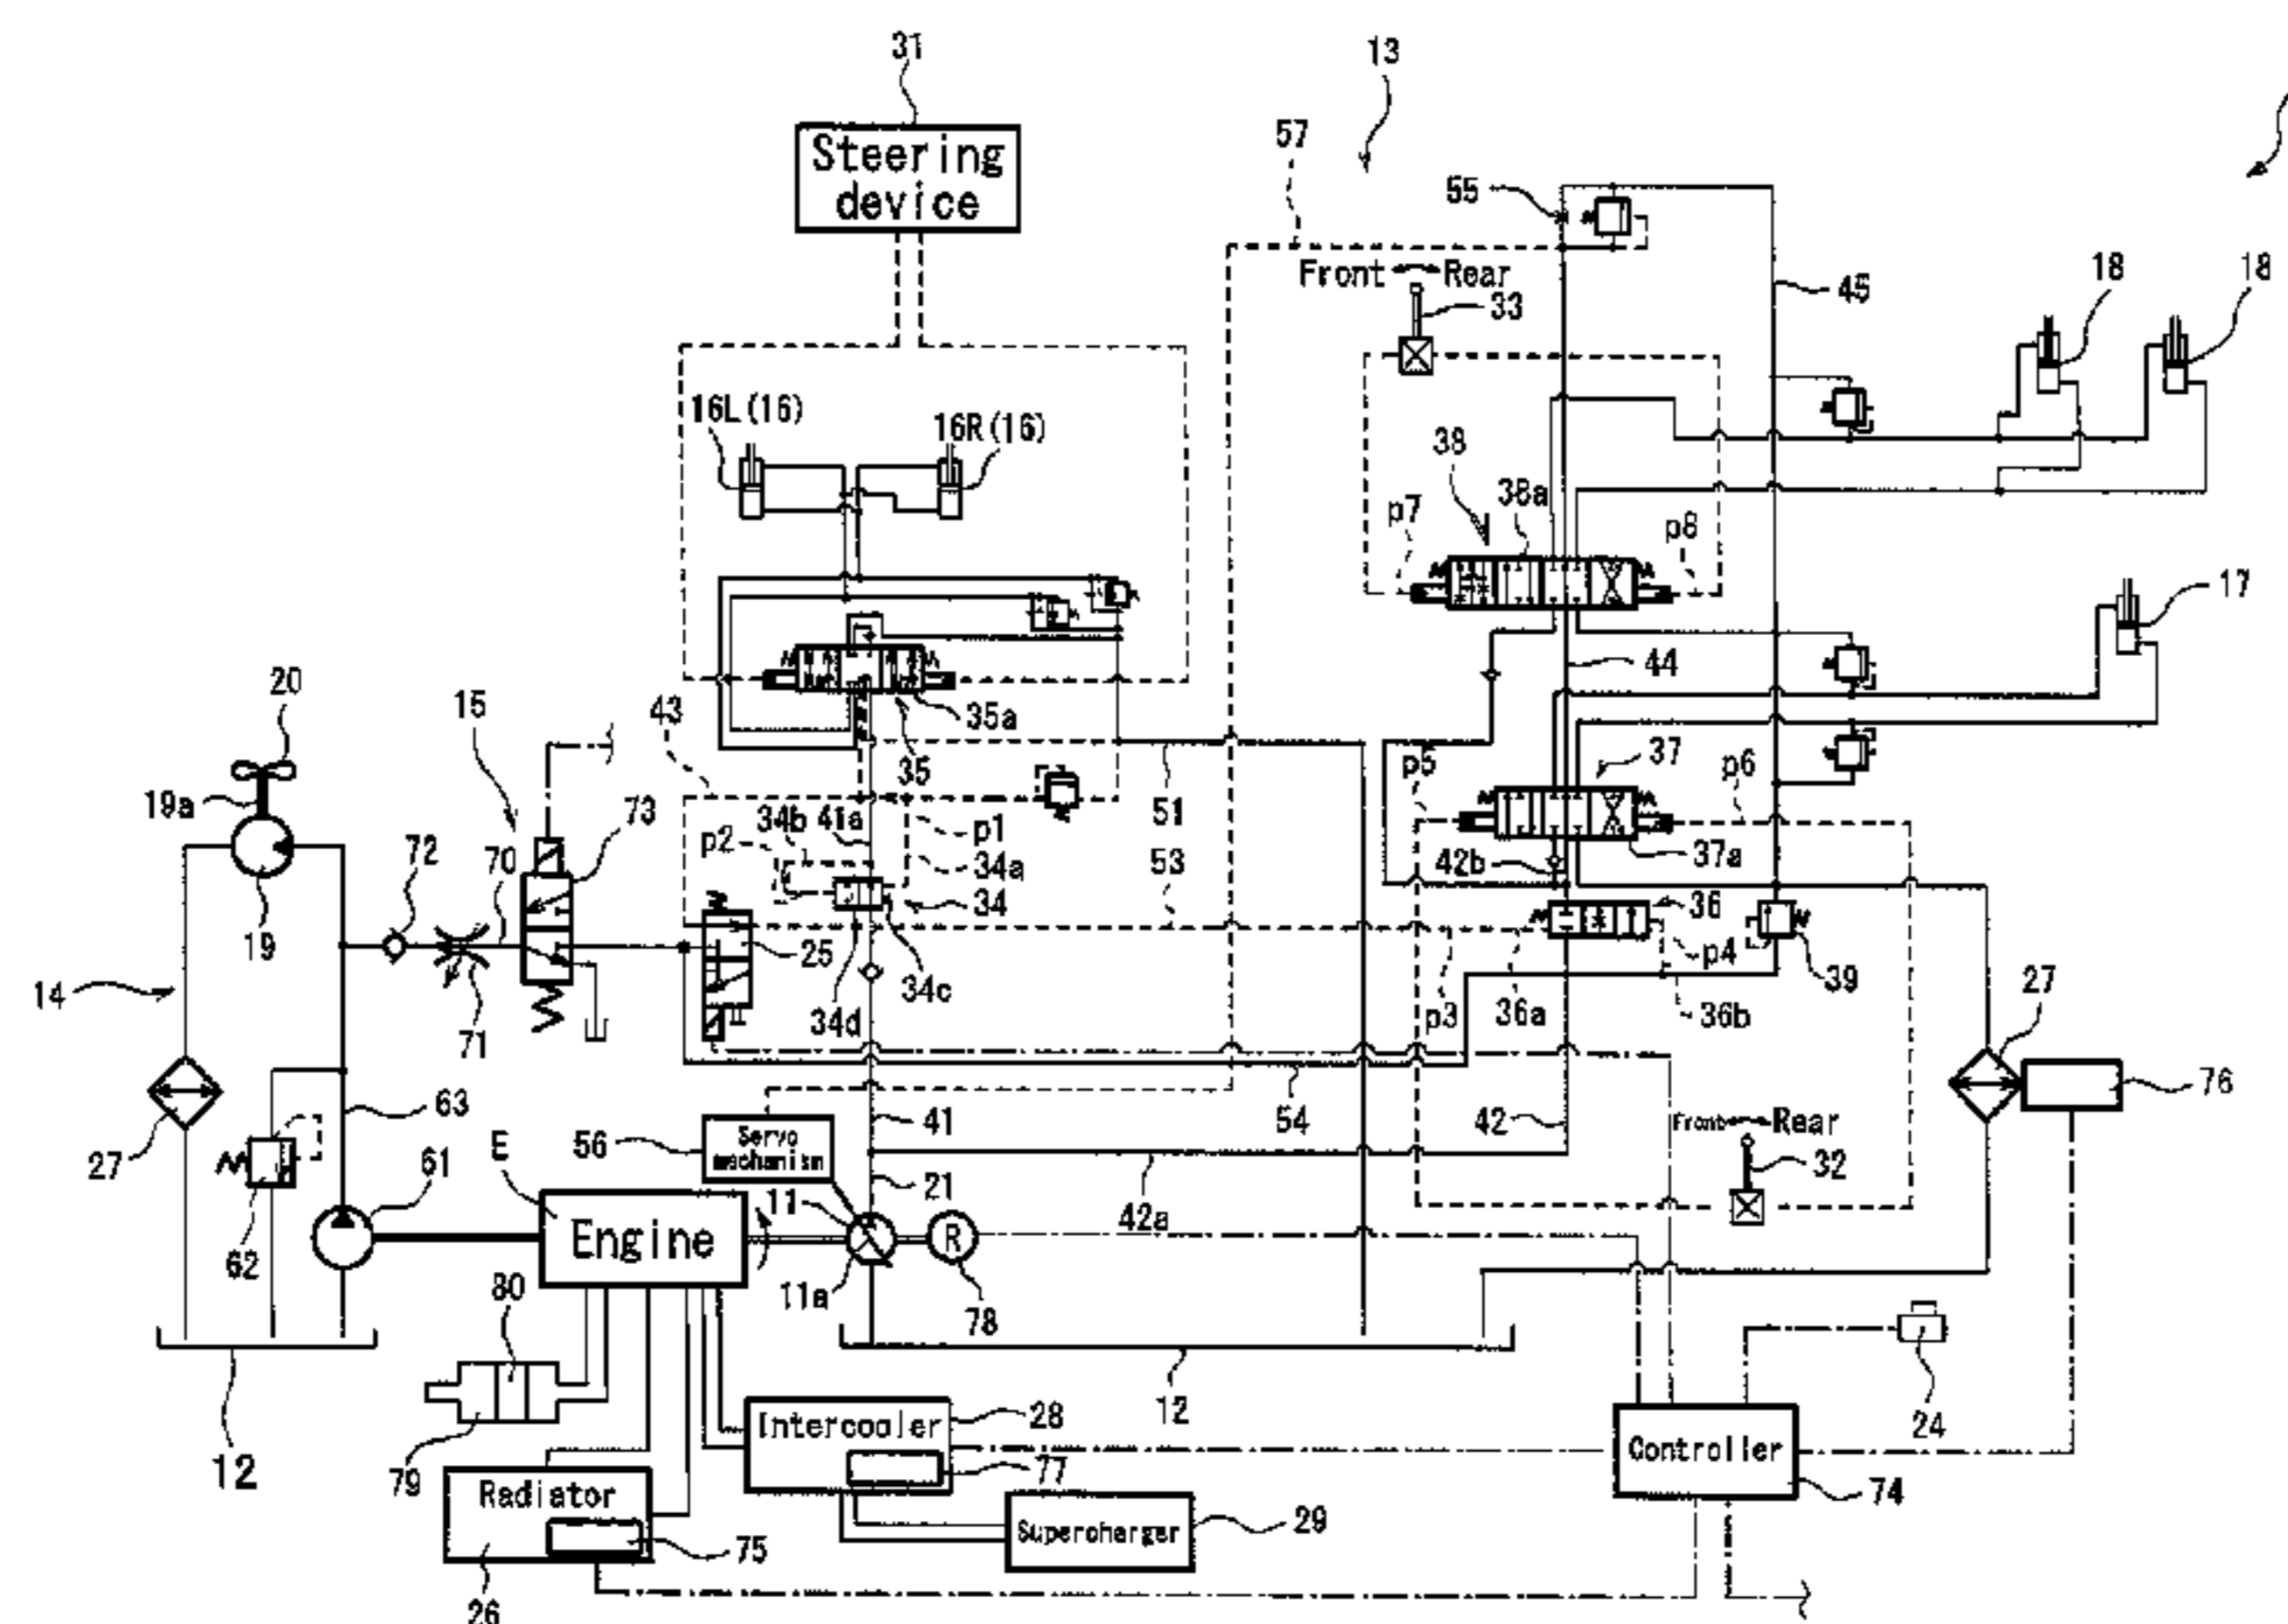 31
13
57
Steering
device
55
Front
Rear
33
45
18
18
16L(16)
16R(16)
38
38a
p7
p8
17
44
20
15
43
35a
35
37
p5
p6
19a
73
51
34b
41a
p1
p2
72
70
34a
53
42b
37a
34
36
19
25
p4
14
34c
39
27
71
34d
p3
36a
36b
63
41
54
42
76
E
56
Servo
mechanism
Front
Rear
27
61
11
21
32
Engine
42a
R
62
80
11a
78
12
24
Intercooler
28
12
79
Radiator
77
Controller
74
Supercharger
29
75
26